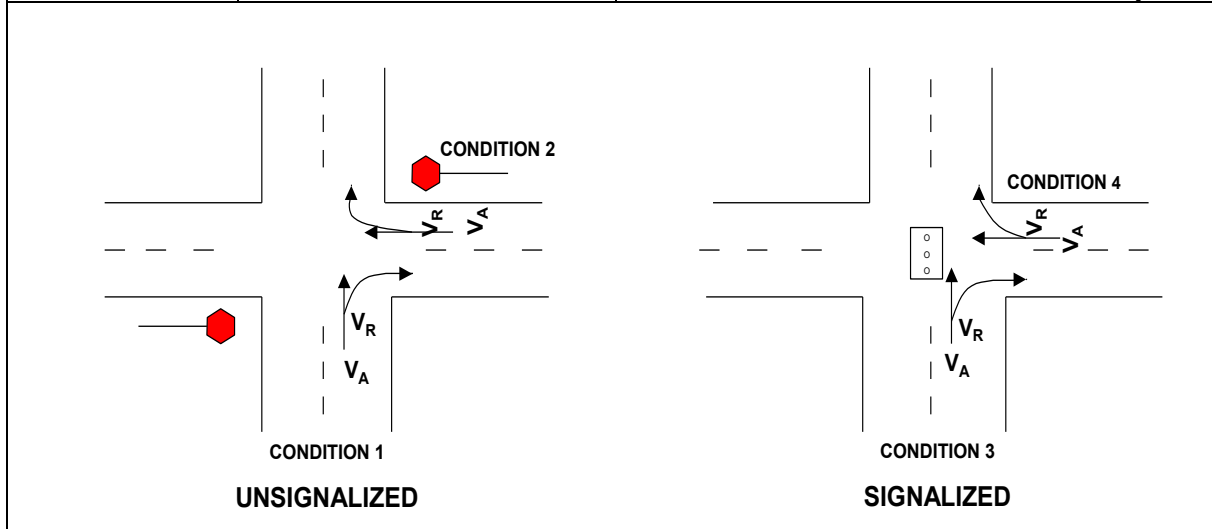 CONDITION 2
V_R
V_A
V_R
V_A
CONDITION 1
UNSIGNALIZED
CONDITION 4
V_R
V_A
o
o
o
V_R
V_A
CONDITION 3
SIGNALIZED